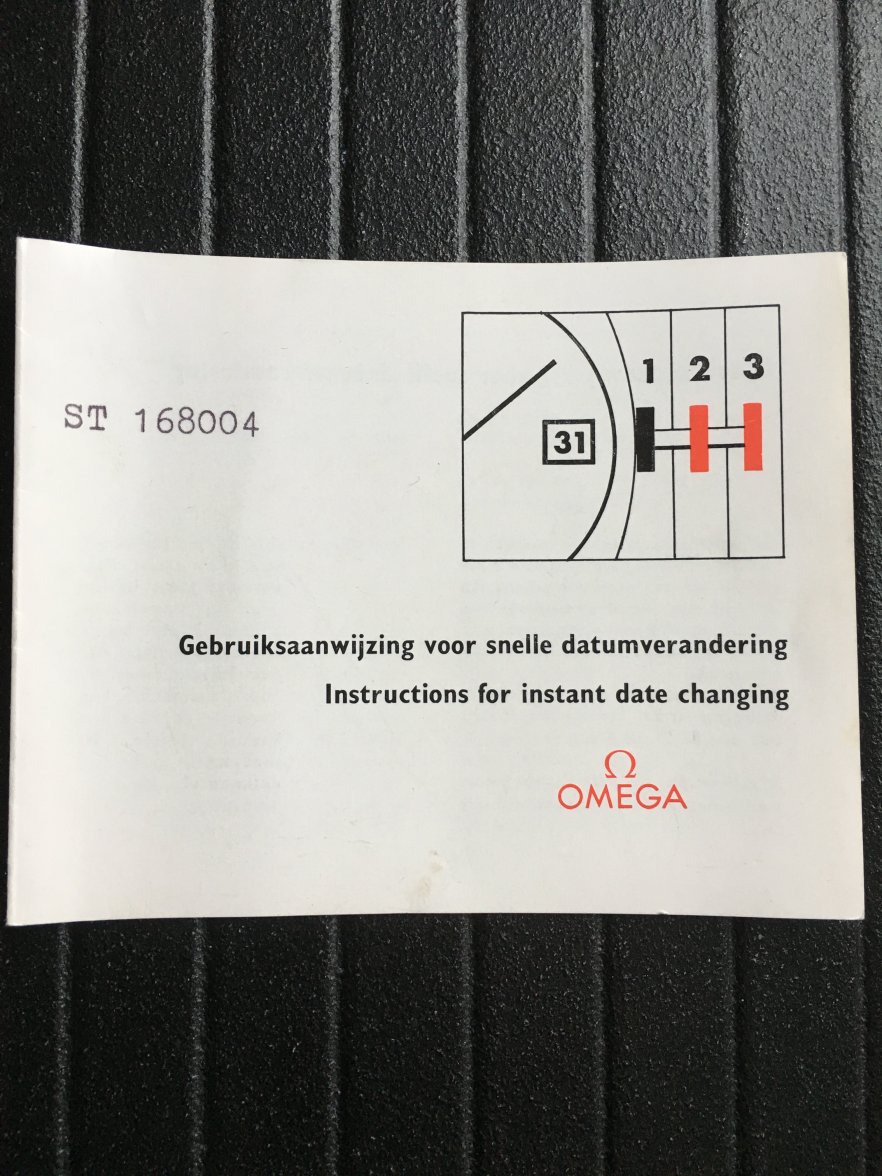 ST 168004
1 2 3
31
Gebruiksaanwijzing voor snelle datumverandering
Instructions for instant date changing
Ω
OMEGA